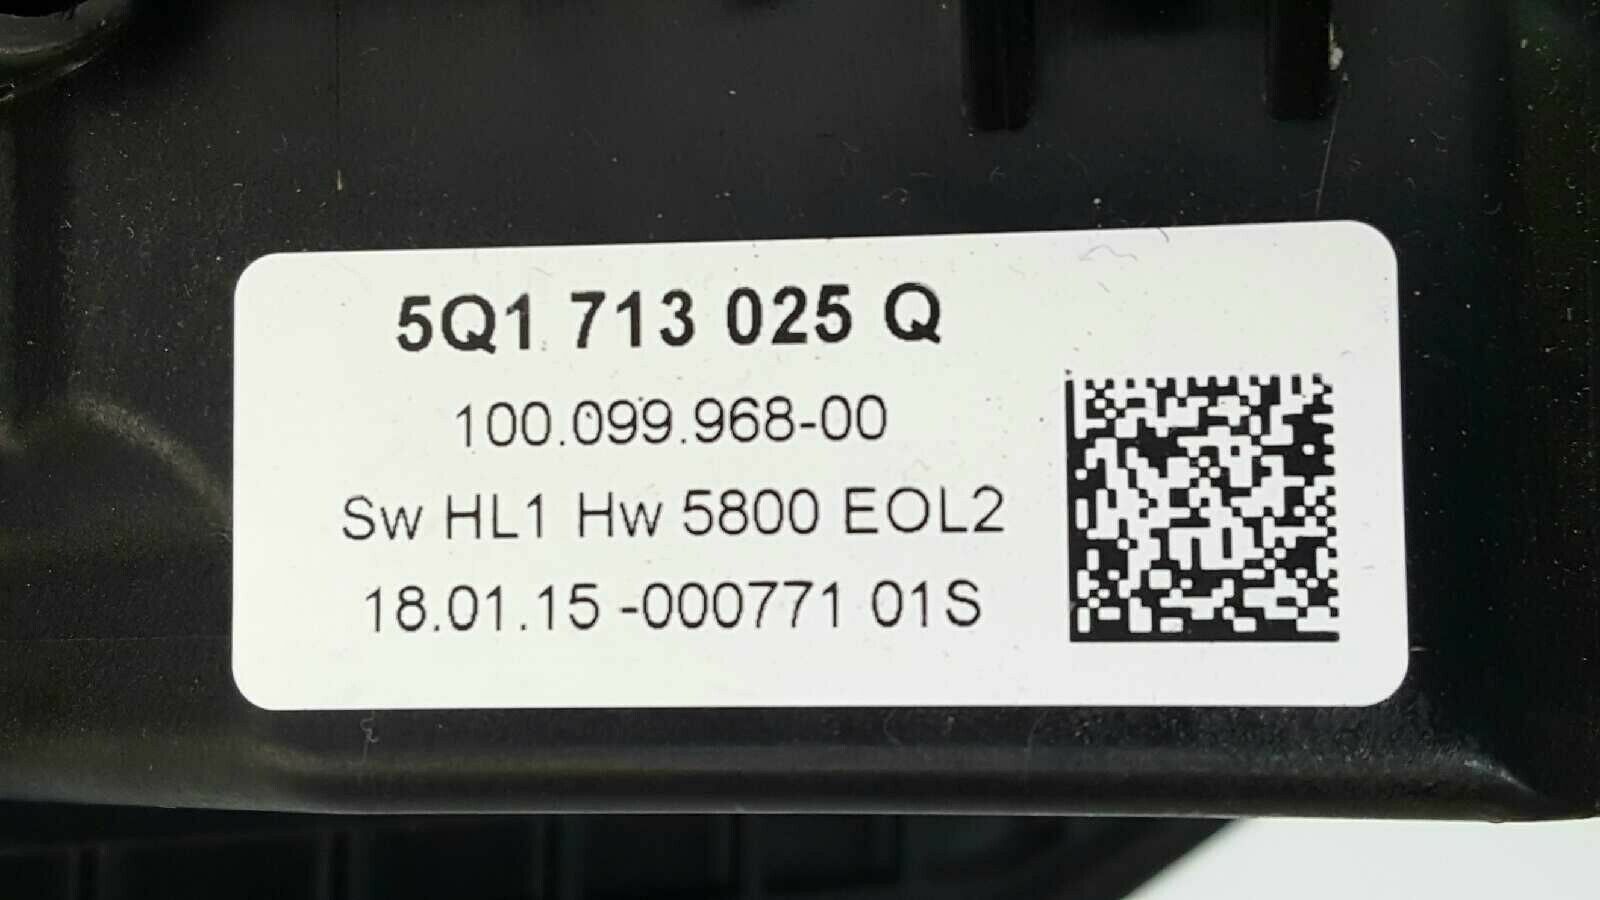 5Q1 713 025 Q
100.099.968-00
Sw HL1 Hw 5800 EOL2
18.01.15 -000771 01S